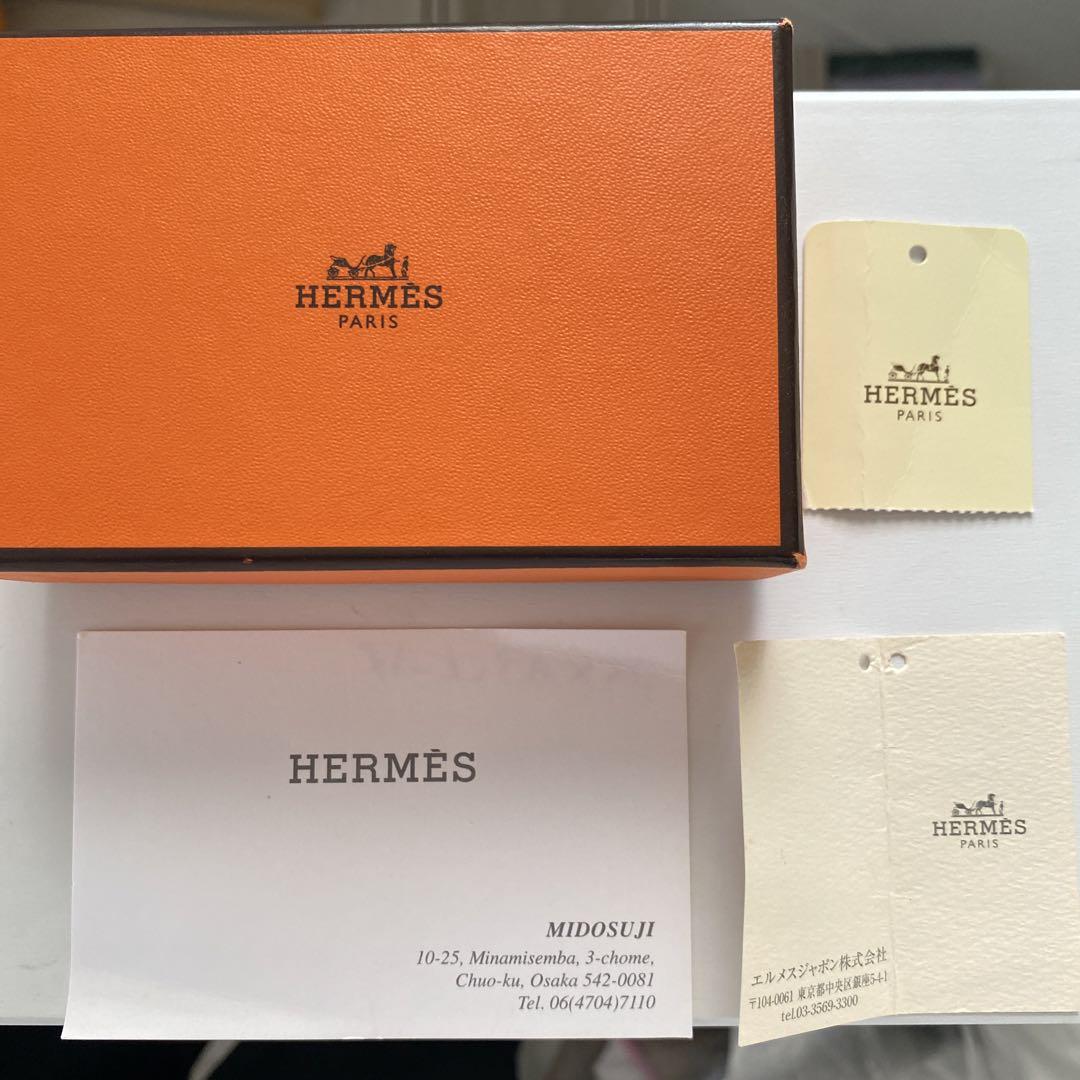 HERMÈS
PARIS
HERMÈS
PARIS
HERMÈS
MIDOSUJI
10-25, Minamisemba, 3-chome,
Chuo-ku, Osaka 542-0081
Tel. 06(4704)7110
HERMÈS
PARIS
エルメスジャポン株式会社
〒104-0061 東京都中央区銀座5-4-1
tel.03-3569-3300